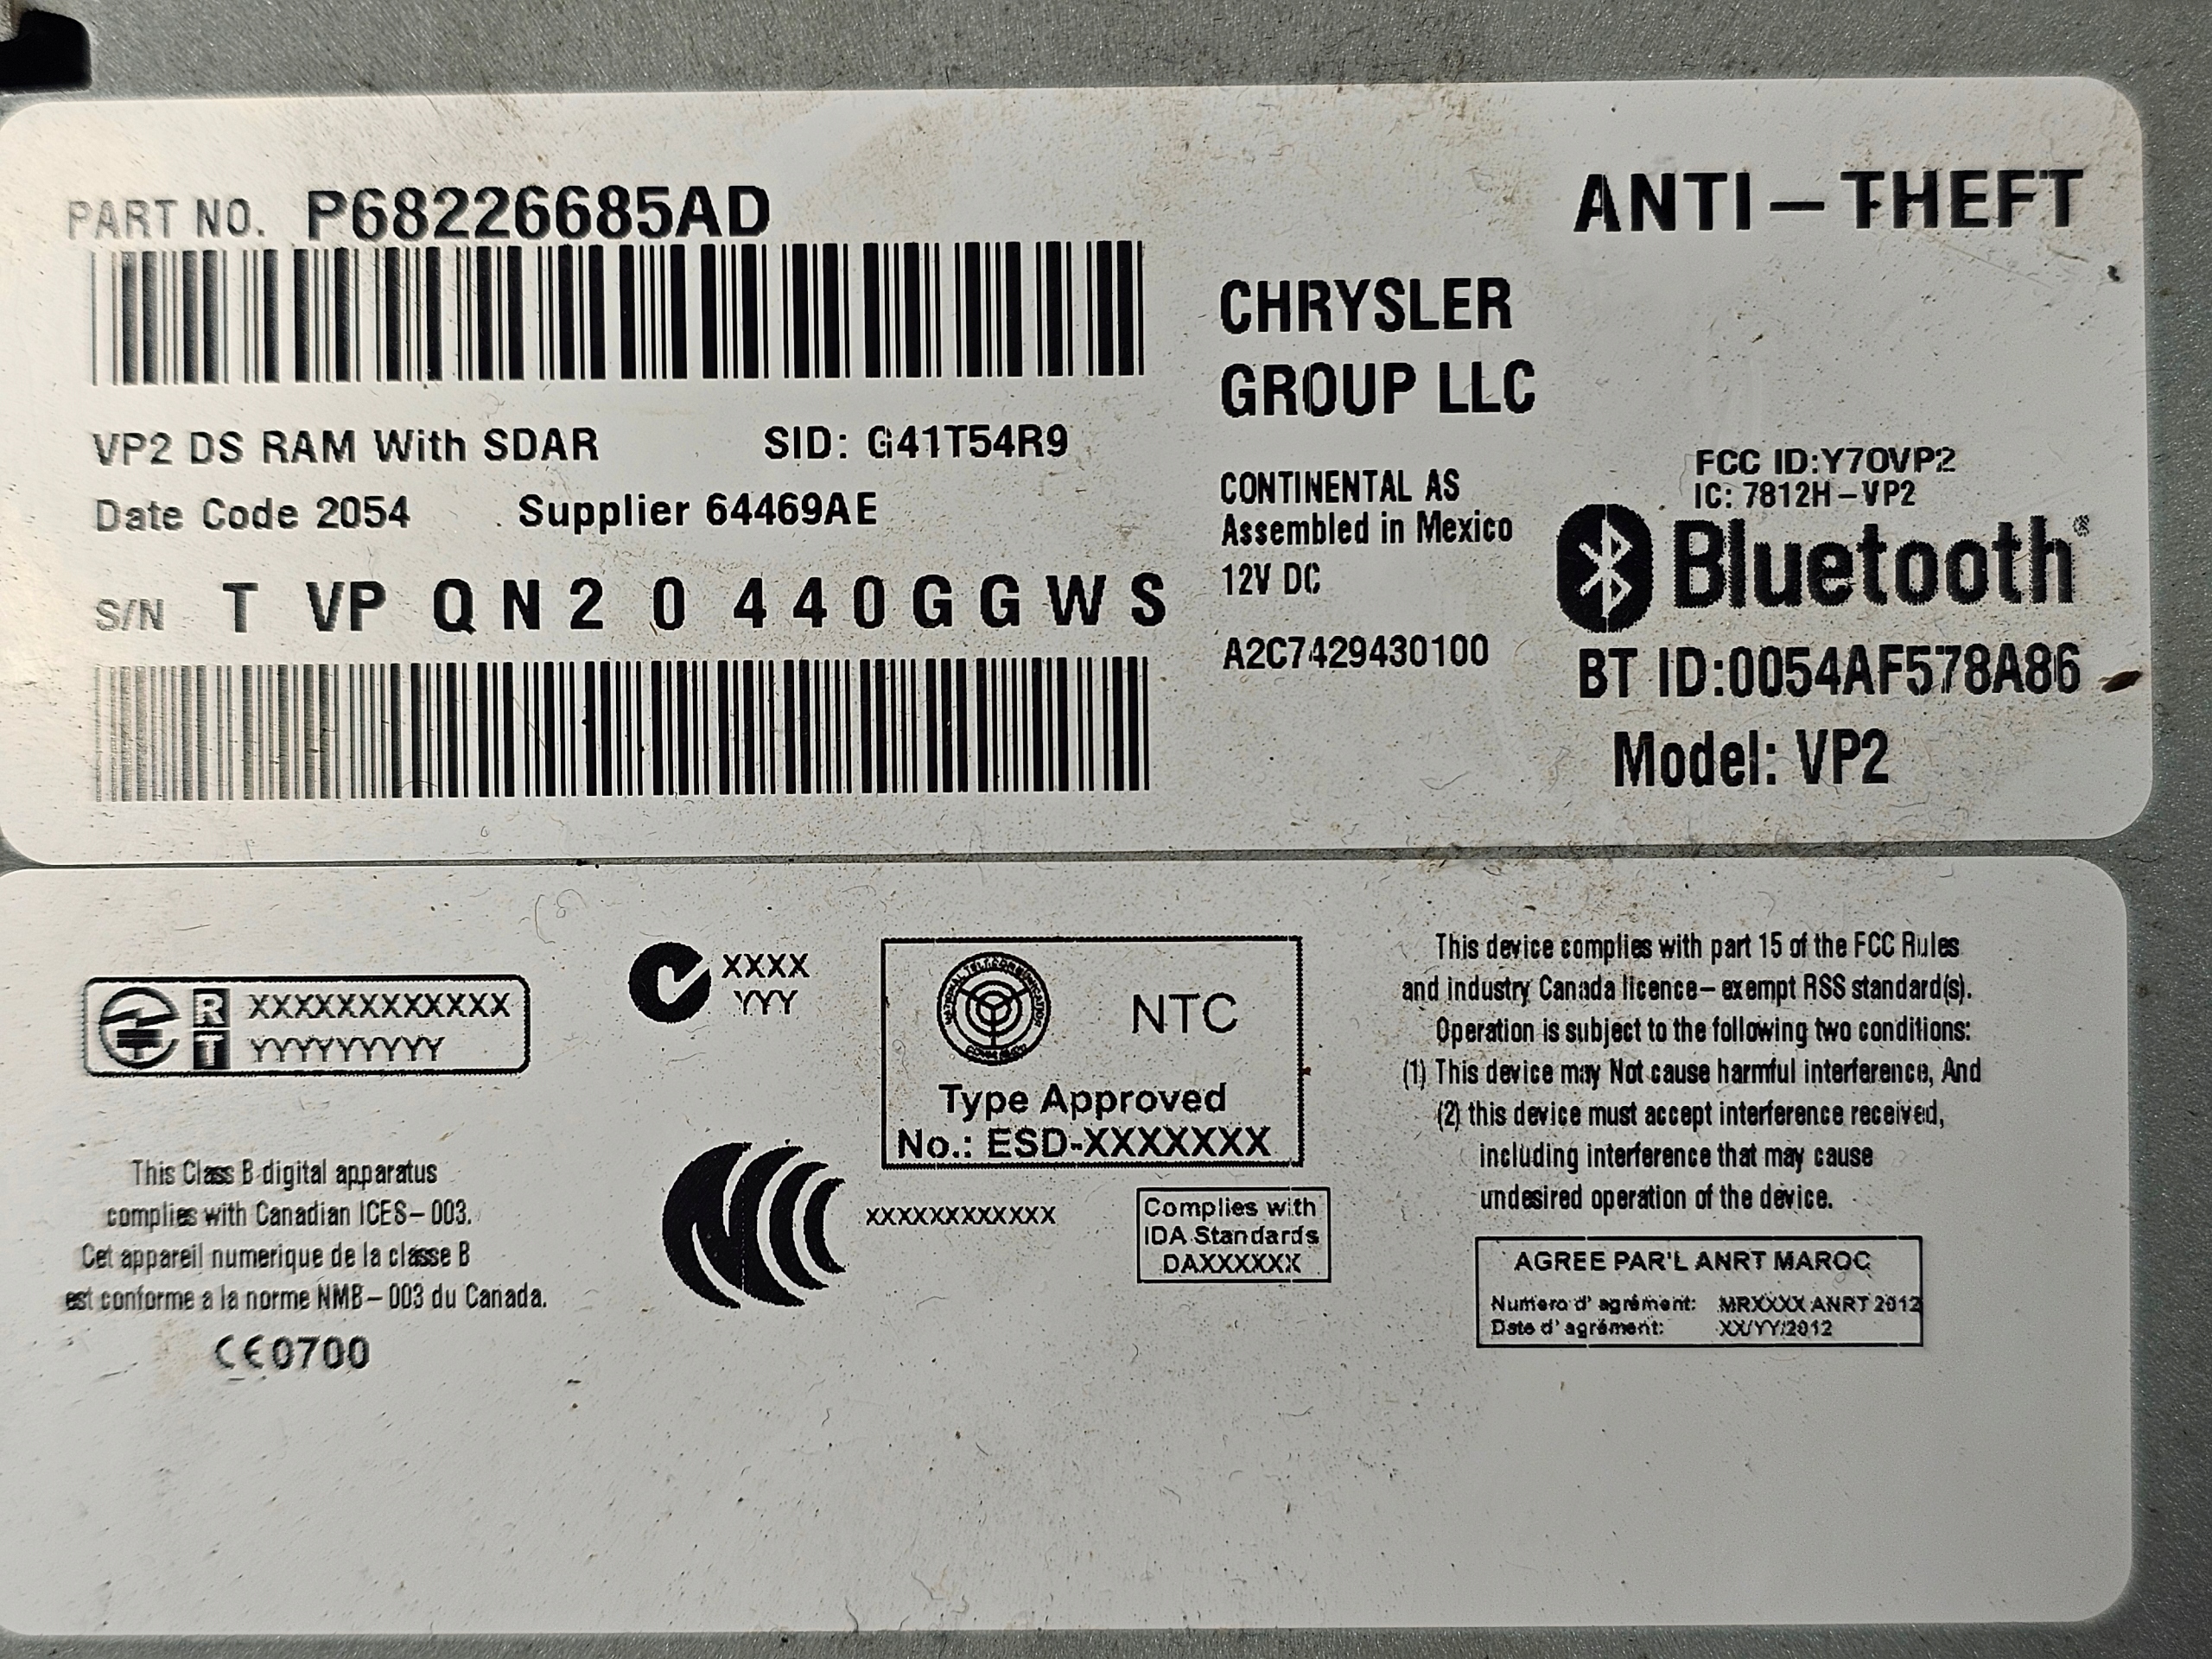 PART NO. P68226685AD
ANTI-THEFT
CHRYSLER
GROUP LLC
VP2 DS RAM With SDAR SID: G41T54R9
Date Code 2054 Supplier 64469AE
S/N T VP QN2 0 440GGWS
CONTINENTAL AS
Assembled in Mexico
12V DC
A2C7429430100
FCC ID:Y7OVP2
IC: 7812H-VP2
Bluetooth®
BT ID:0054AF578A86
Model: VP2
R XXXXXXXXXXXX
T YYYYYYYYY
XXXX
YYY
NTC
Type Approved
No.: ESD-XXXXXXX
This device complies with part 15 of the FCC Rules
and industry Canada licence-exempt RSS standard(s).
Operation is subject to the following two conditions:
(1) This device may Not cause harmful interference, And
(2) this device must accept interference received,
including interference that may cause
undesired operation of the device.
This Class B digital apparatus
complies with Canadian ICES-003.
Cet appareil numerique de la classe B
est conforme a la norme NMB-003 du Canada.
CE0700
XXXXXXXXXXXX
Complies with
IDA Standards
DAXXXXXX
AGREE PAR'L ANRT MAROC
Numero d' agrément: MRXXXX ANRT 2012
Date d' agrément: XX/YY/2012